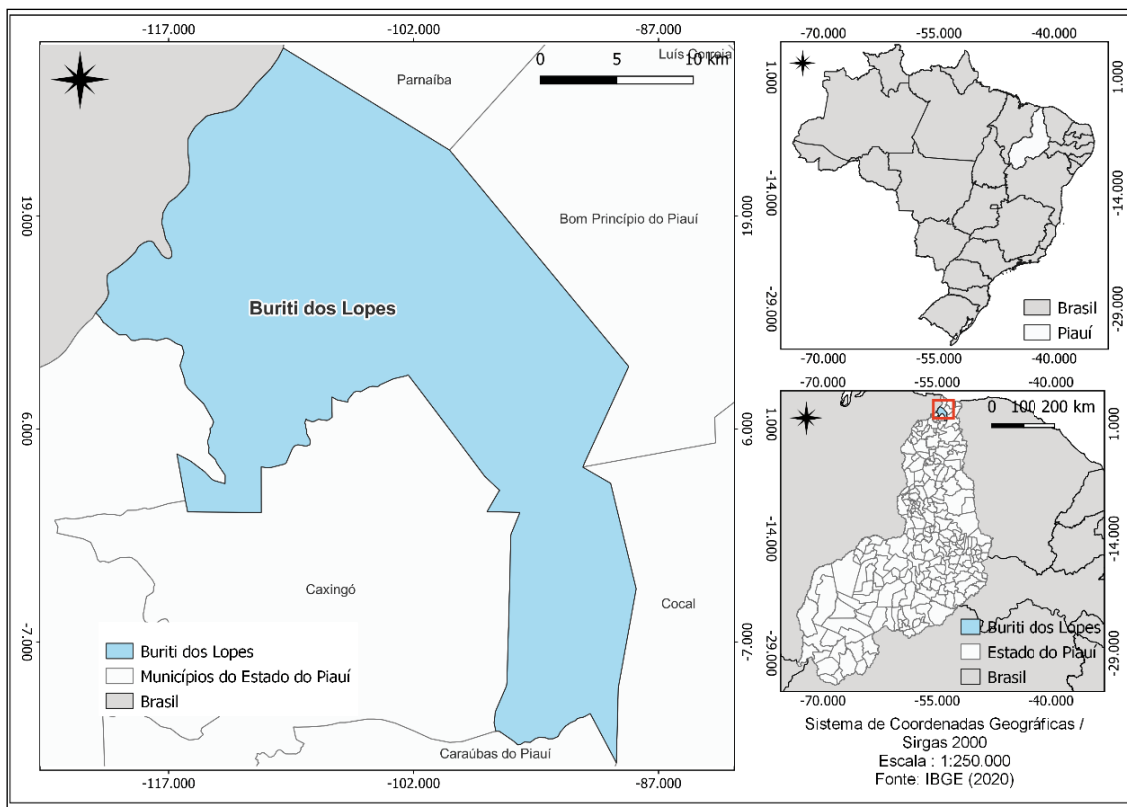 -117.000
-102.000
-87.000
Luís Correia
Parnaíba
0
5
10 km
19.000
19.000
Bom Princípio do Piauí
Buriti dos Lopes
6.000
6.000
Caxingó
Cocal
-7.000
-7.000
Buriti dos Lopes
Municípios do Estado do Piauí
Brasil
Caraúbas do Piauí
-117.000
-102.000
-87.000
-70.000
-55.000
-40.000
1.000
1.000
-14.000
-14.000
-29.000
-29.000
Brasil
Piauí
-70.000
-55.000
-40.000
-70.000
-55.000
-40.000
0 100 200 km
1.000
1.000
-14.000
-14.000
-29.000
-29.000
Buriti dos Lopes
Estado do Piauí
Brasil
-70.000
-55.000
-40.000
Sistema de Coordenadas Geográficas /
Sirgas 2000
Escala : 1:250.000
Fonte: IBGE (2020)